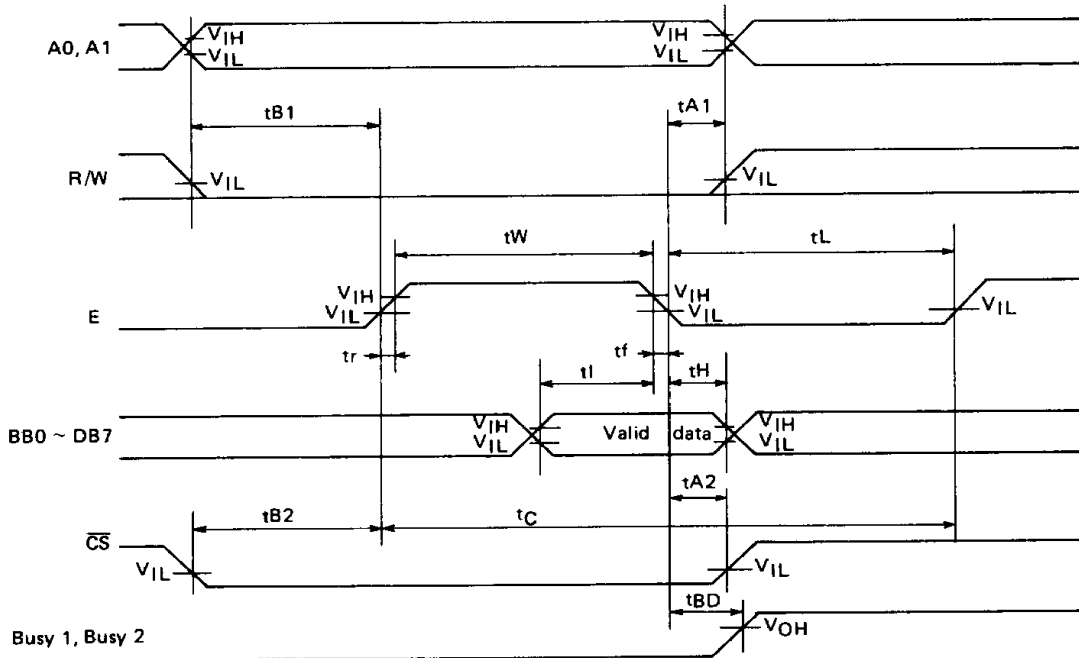 A0, A1
VIH
VIL
VIH
VIL
tB1
tA1
R/W
VIL
VIL
tW
tL
E
VIH
VIL
VIH
VIL
VIL
tr
tf
tI
tH
BB0 ~ DB7
VIH
VIL
Valid data
VIH
VIL
tA2
tB2
tC
CS
VIL
VIL
tBD
Busy 1, Busy 2
VOH